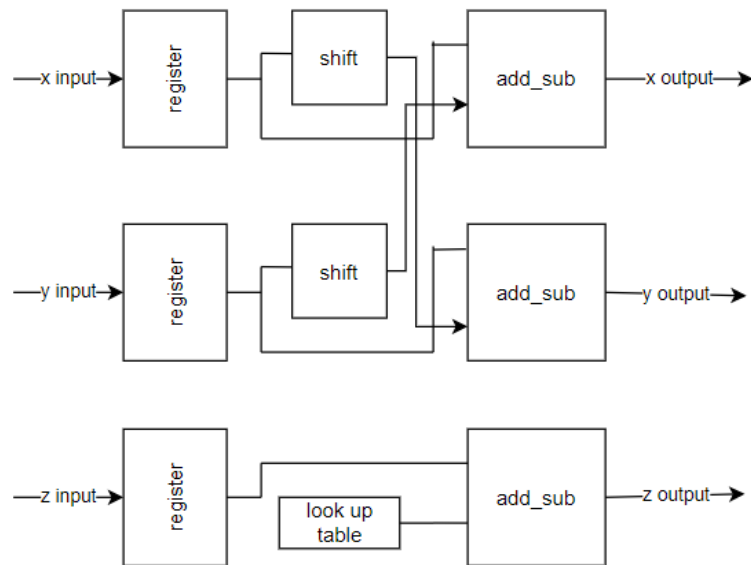 x input
register
shift
add_sub
x output
y input
register
shift
add_sub
y output
z input
register
look up
table
add_sub
z output